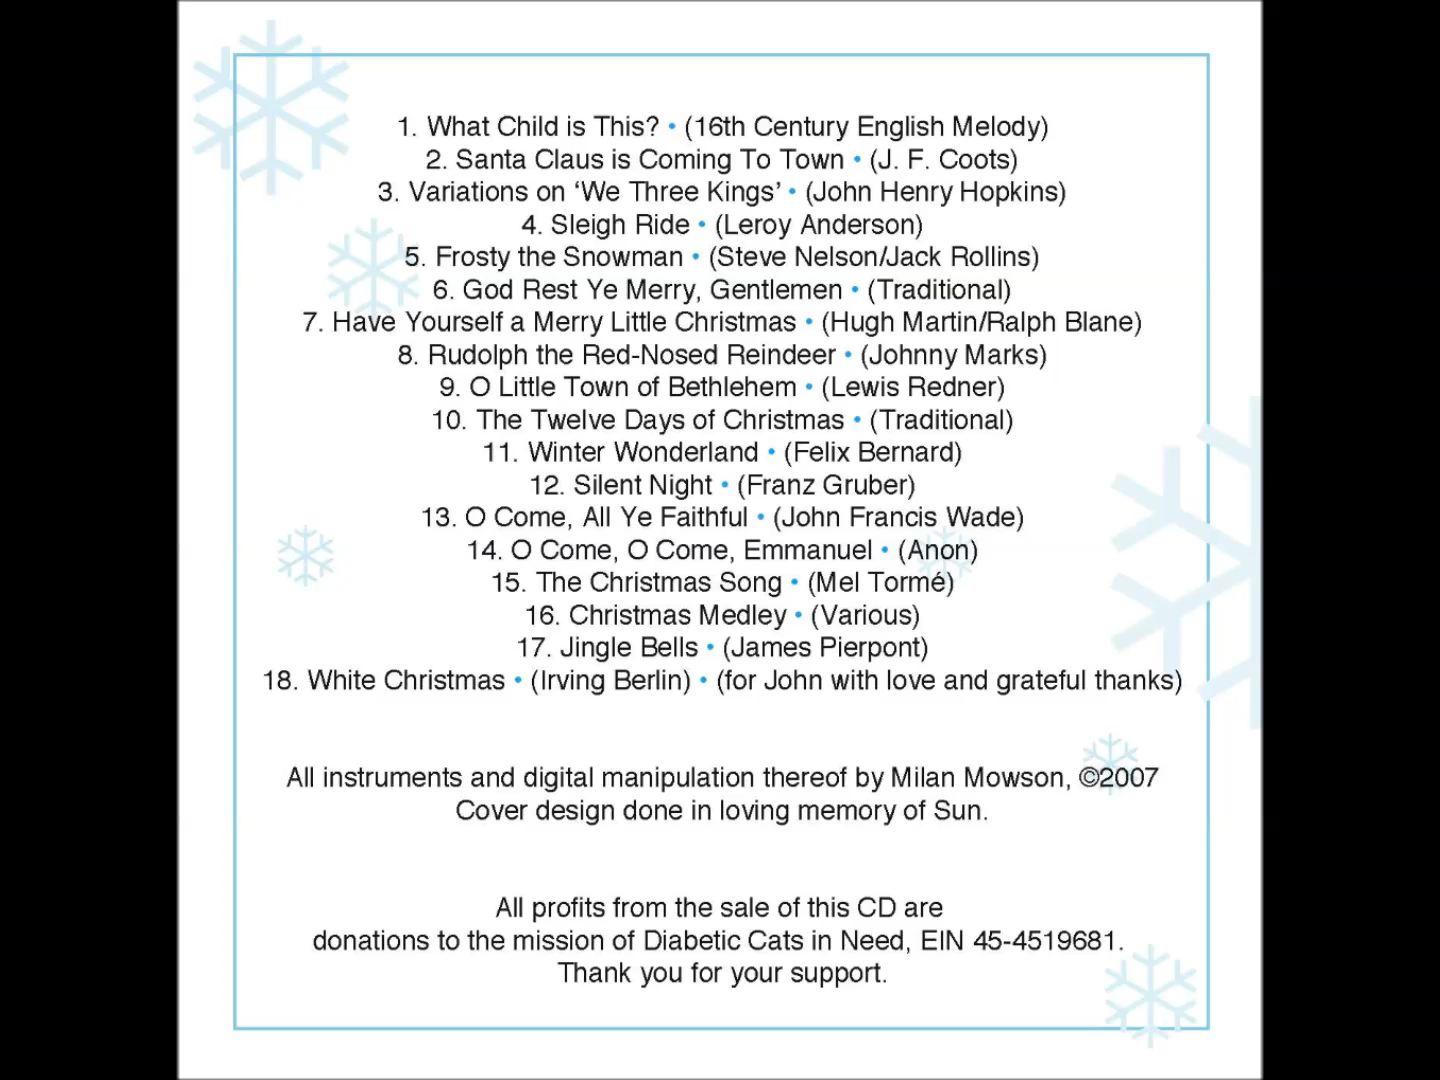 1. What Child is This? • (16th Century English Melody)
2. Santa Claus is Coming To Town • (J. F. Coots)
3. Variations on ‘We Three Kings’ • (John Henry Hopkins)
4. Sleigh Ride • (Leroy Anderson)
5. Frosty the Snowman • (Steve Nelson/Jack Rollins)
6. God Rest Ye Merry, Gentlemen • (Traditional)
7. Have Yourself a Merry Little Christmas • (Hugh Martin/Ralph Blane)
8. Rudolph the Red-Nosed Reindeer • (Johnny Marks)
9. O Little Town of Bethlehem • (Lewis Redner)
10. The Twelve Days of Christmas • (Traditional)
11. Winter Wonderland • (Felix Bernard)
12. Silent Night • (Franz Gruber)
13. O Come, All Ye Faithful • (John Francis Wade)
14. O Come, O Come, Emmanuel • (Anon)
15. The Christmas Song • (Mel Tormé)
16. Christmas Medley • (Various)
17. Jingle Bells • (James Pierpont)
18. White Christmas • (Irving Berlin) • (for John with love and grateful thanks)
All instruments and digital manipulation thereof by Milan Mowson, ©2007
Cover design done in loving memory of Sun.
All profits from the sale of this CD are
donations to the mission of Diabetic Cats in Need, EIN 45-4519681.
Thank you for your support.